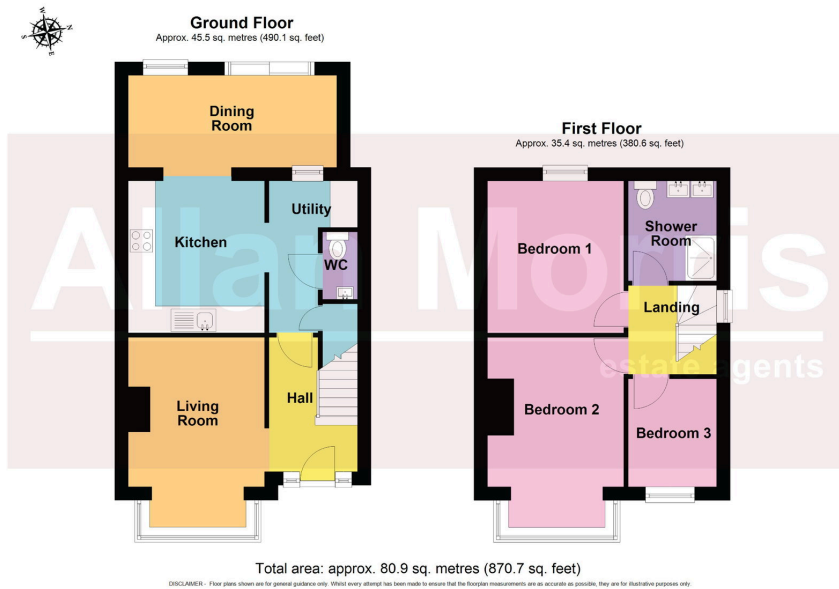 W
N
S
E
Ground Floor
Approx. 45.5 sq. metres (490.1 sq. feet)
Dining
Room
Kitchen
Utility
WC
Living
Room
Hall
First Floor
Approx. 35.4 sq. metres (380.6 sq. feet)
Bedroom 1
Shower
Room
Landing
Bedroom 2
Bedroom 3
Allan Morris
estate agents
Total area: approx. 80.9 sq. metres (870.7 sq. feet)
DISCLAIMER - Floor plans shown are for general guidance only. Whilst every attempt has been made to ensure that the floorplan measurements are as accurate as possible, they are for illustrative purposes only.